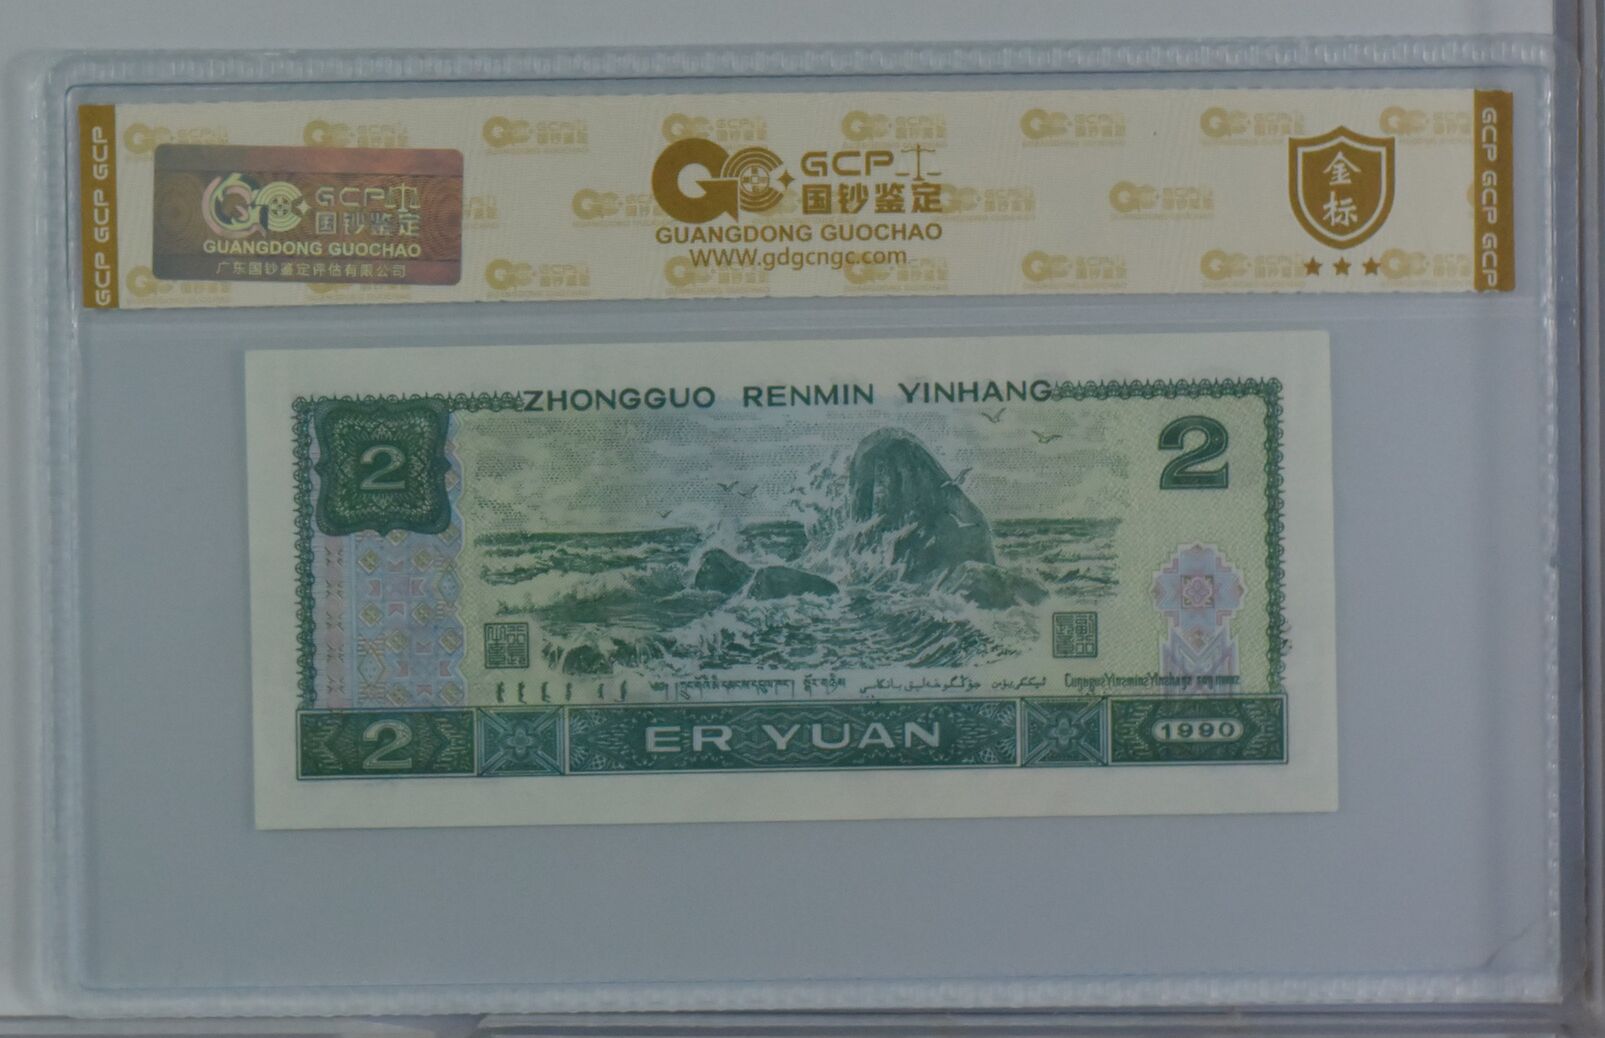 GCP GCP GCP
GCP
国钞鉴定
GUANGDONG GUOCHAO
广东国钞鉴定评估有限公司
GCP
国钞鉴定
GUANGDONG GUOCHAO
WWW.gdgcngc.com
金标
GCP GCP GCP
ZHONGGUO RENMIN YINHANG
2
2
2
ER YUAN
1990